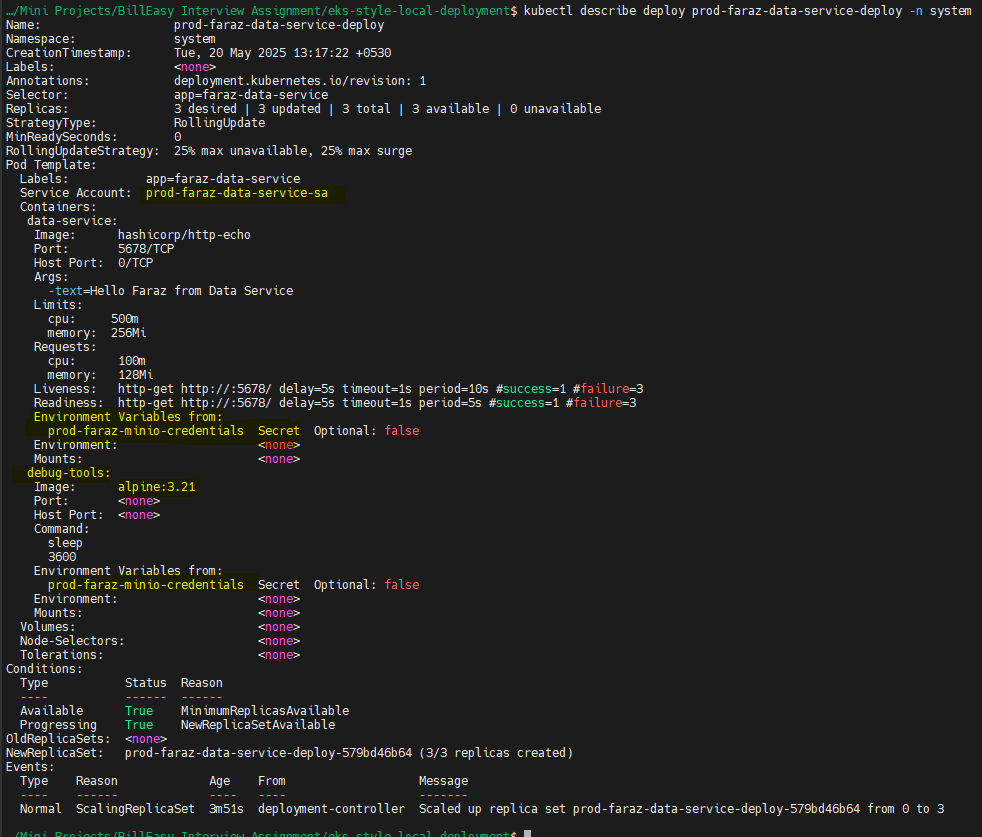 …/Mini Projects/BillEasy Interview Assignment/eks-style-local-deployment$ kubectl describe deploy prod-faraz-data-service-deploy -n system
Name:                   prod-faraz-data-service-deploy
Namespace:              system
CreationTimestamp:      Tue, 20 May 2025 13:17:22 +0530
Labels:                 <none>
Annotations:            deployment.kubernetes.io/revision: 1
Selector:               app=faraz-data-service
Replicas:               3 desired | 3 updated | 3 total | 3 available | 0 unavailable
StrategyType:           RollingUpdate
MinReadySeconds:        0
RollingUpdateStrategy:  25% max unavailable, 25% max surge
Pod Template:
  Labels:           app=faraz-data-service
  Service Account:  prod-faraz-data-service-sa
  Containers:
   data-service:
    Image:      hashicorp/http-echo
    Port:       5678/TCP
    Host Port:  0/TCP
    Args:
      -text=Hello Faraz from Data Service
    Limits:
      cpu:     500m
      memory:  256Mi
    Requests:
      cpu:      100m
      memory:   128Mi
    Liveness:   http-get http://:5678/ delay=5s timeout=1s period=10s #success=1 #failure=3
    Readiness:  http-get http://:5678/ delay=5s timeout=1s period=5s #success=1 #failure=3
    Environment Variables from:
      prod-faraz-minio-credentials  Secret  Optional: false
    Environment:                    <none>
    Mounts:                         <none>
   debug-tools:
    Image:      alpine:3.21
    Port:       <none>
    Host Port:  <none>
    Command:
      sleep
      3600
    Environment Variables from:
      prod-faraz-minio-credentials  Secret  Optional: false
    Environment:                    <none>
    Mounts:                         <none>
  Volumes:                          <none>
  Node-Selectors:                   <none>
  Tolerations:                      <none>
Conditions:
  Type           Status  Reason
  ----           ------  ------
  Available      True    MinimumReplicasAvailable
  Progressing    True    NewReplicaSetAvailable
OldReplicaSets:  <none>
NewReplicaSet:   prod-faraz-data-service-deploy-579bd46b64 (3/3 replicas created)
Events:
  Type    Reason             Age    From                   Message
  ----    ------             ----   ----                   -------
  Normal  ScalingReplicaSet  3m51s  deployment-controller  Scaled up replica set prod-faraz-data-service-deploy-579bd46b64 from 0 to 3
…/Mini Projects/BillEasy Interview Assignment/eks-style-local-deployment$